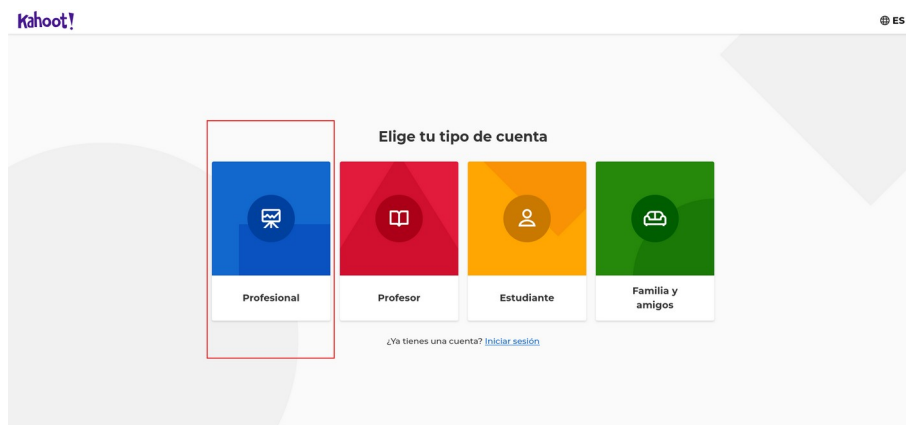 Kahoot!
ES
Elige tu tipo de cuenta
Profesional
Profesor
Estudiante
Familia y
amigos
¿Ya tienes una cuenta? Iniciar sesión